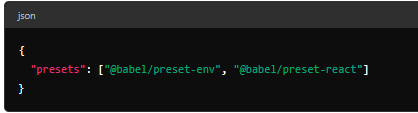 json
{
"presets": ["@babel/preset-env", "@babel/preset-react"]
}